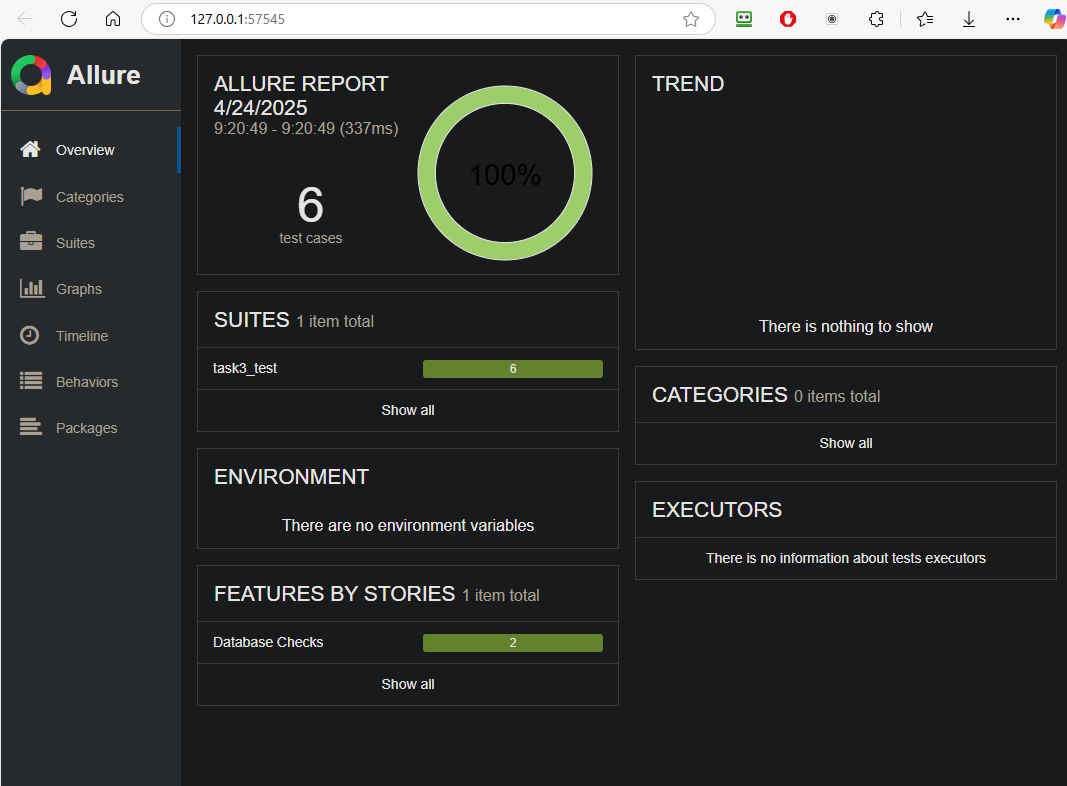 127.0.0.1:57545
Allure
Overview
Categories
Suites
Graphs
Timeline
Behaviors
Packages
ALLURE REPORT
4/24/2025
9:20:49 - 9:20:49 (337ms)
6
test cases
100%
SUITES 1 item total
task3_test 6
Show all
ENVIRONMENT
There are no environment variables
FEATURES BY STORIES 1 item total
Database Checks 2
Show all
TREND
There is nothing to show
CATEGORIES 0 items total
Show all
EXECUTORS
There is no information about tests executors